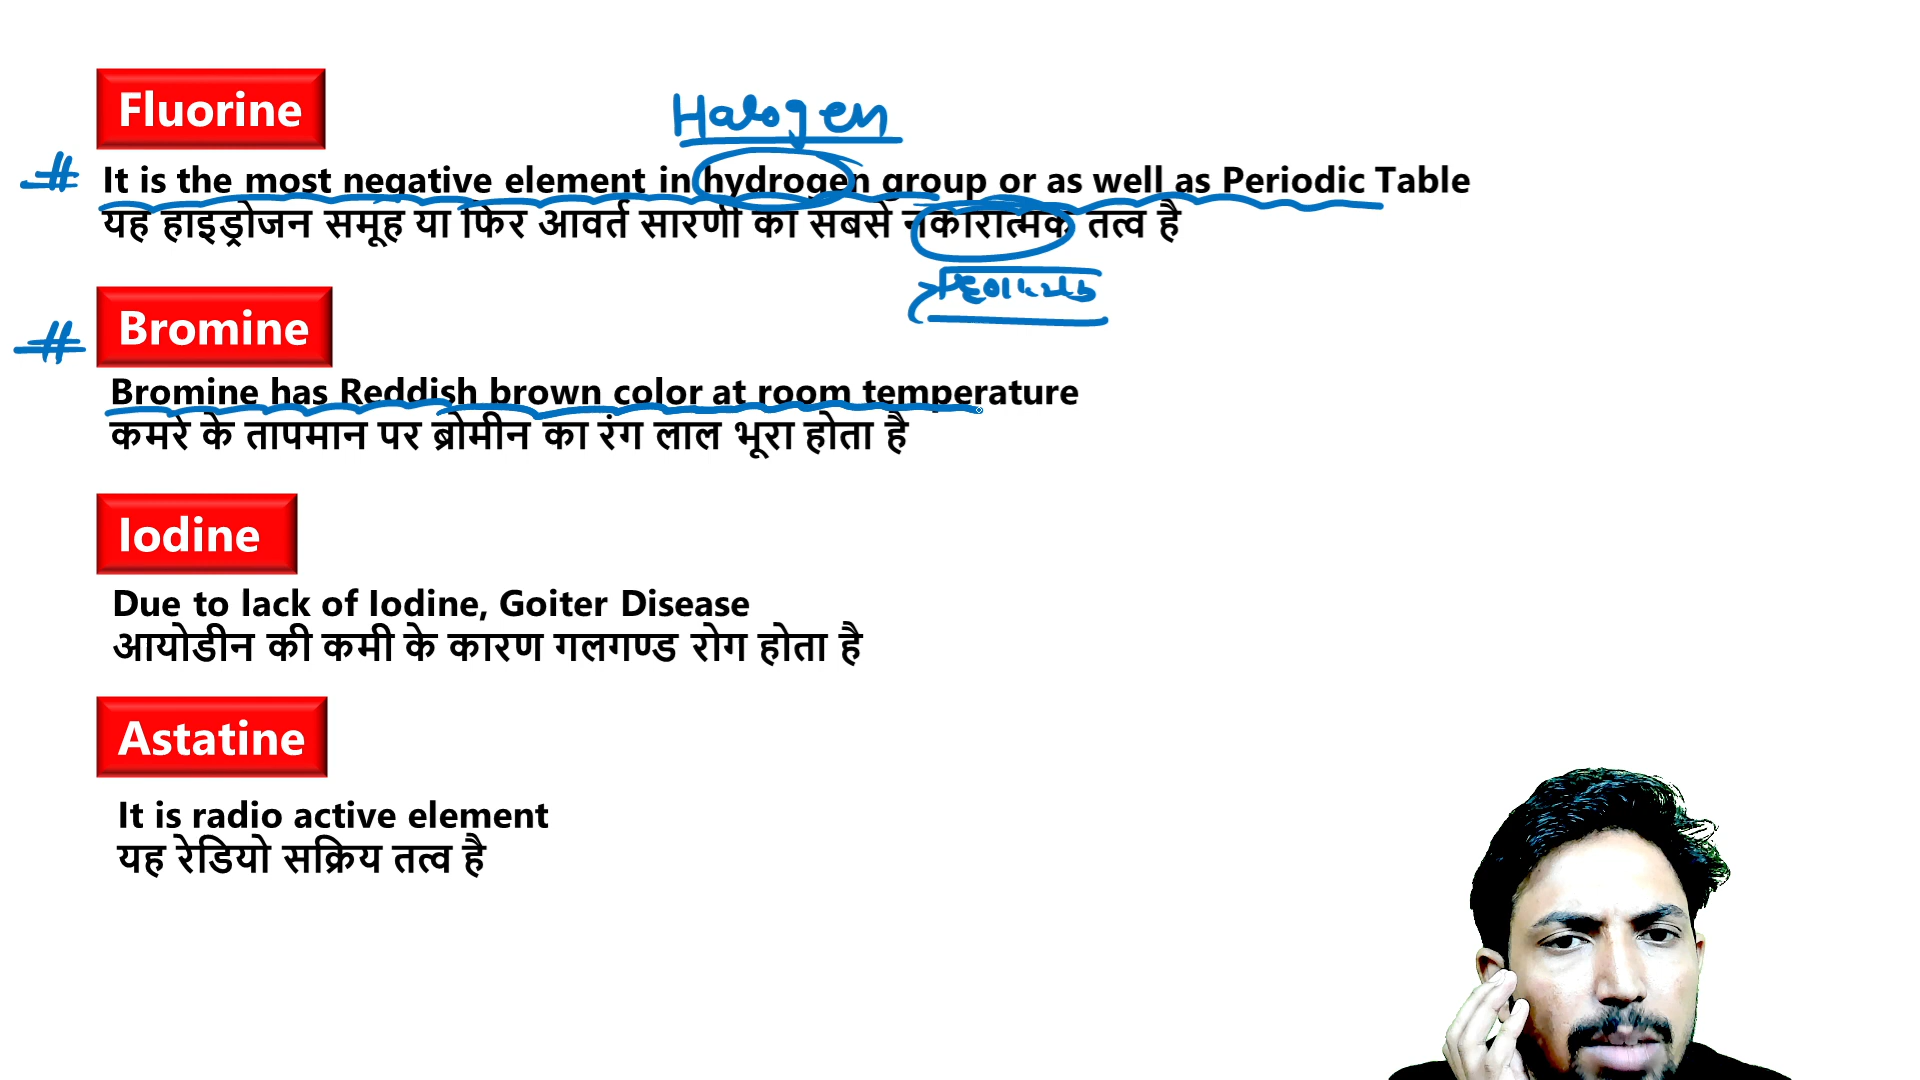 Fluorine
Halogen
# It is the most negative element in hydrogen group or as well as Periodic Table
यह हाइड्रोजन समूह या फिर आवर्त सारणी का सबसे नकारात्मक तत्व है
# Bromine
Bromine has Reddish brown color at room temperature
कमरे के तापमान पर ब्रोमीन का रंग लाल भूरा होता है
Iodine
Due to lack of Iodine, Goiter Disease
आयोडीन की कमी के कारण गलगण्ड रोग होता है
Astatine
It is radio active element
यह रेडियो सक्रिय तत्व है